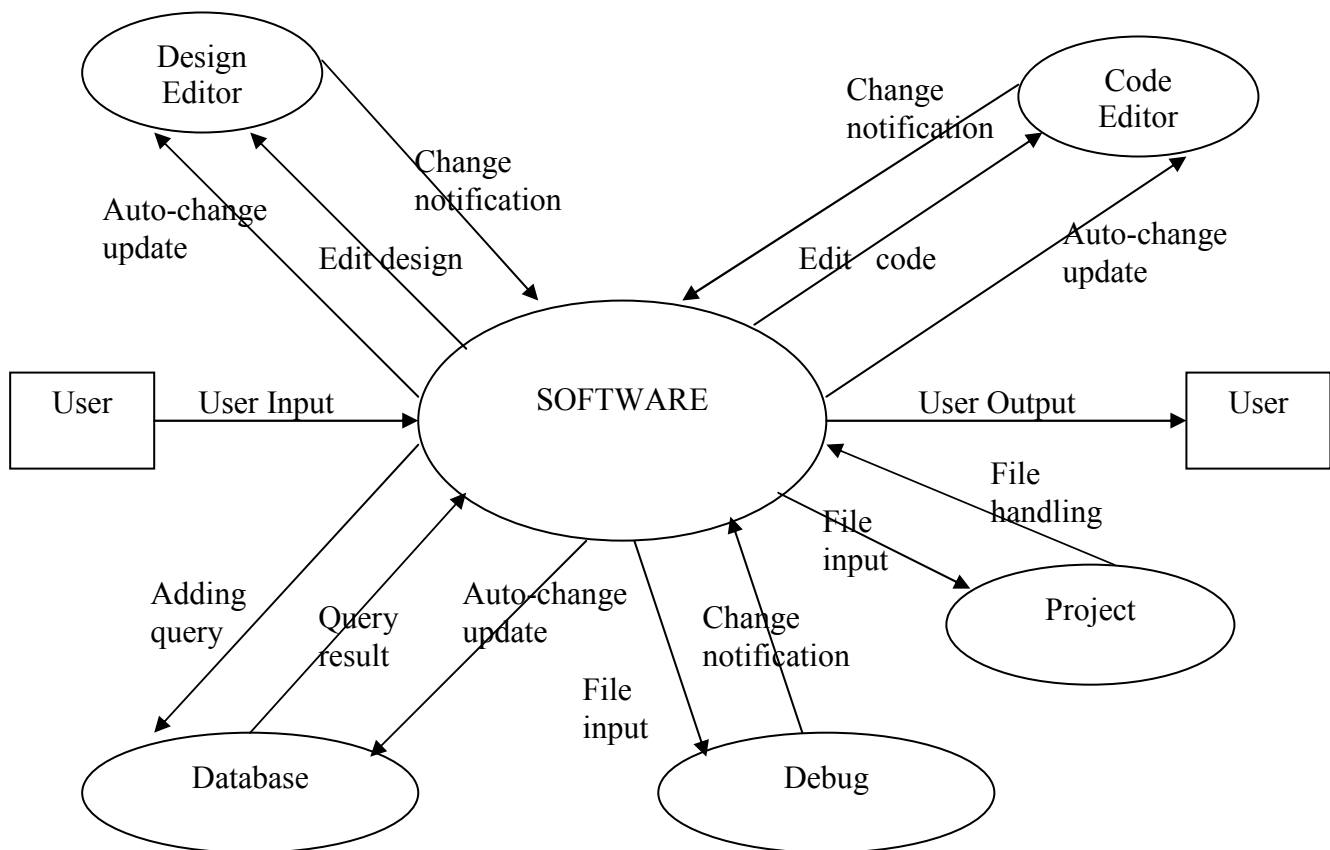 Design
Editor
Code
Editor
Change
notification
Change
notification
Auto-change
update
Edit design
Edit code
Auto-change
update
User
User Input
SOFTWARE
User Output
User
File
handling
File
input
Adding
query
Query
result
Auto-change
update
Change
notification
Project
File
input
Database
Debug